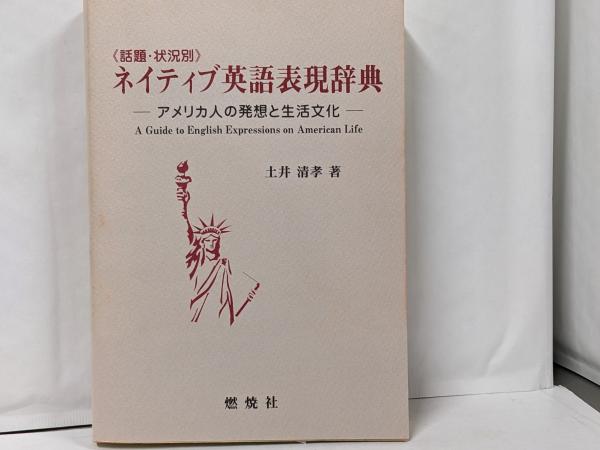 《話題・状況別》
ネイティブ英語表現辞典
― アメリカ人の発想と生活文化 ―
A Guide to English Expressions on American Life
土井 清孝 著
燃焼社